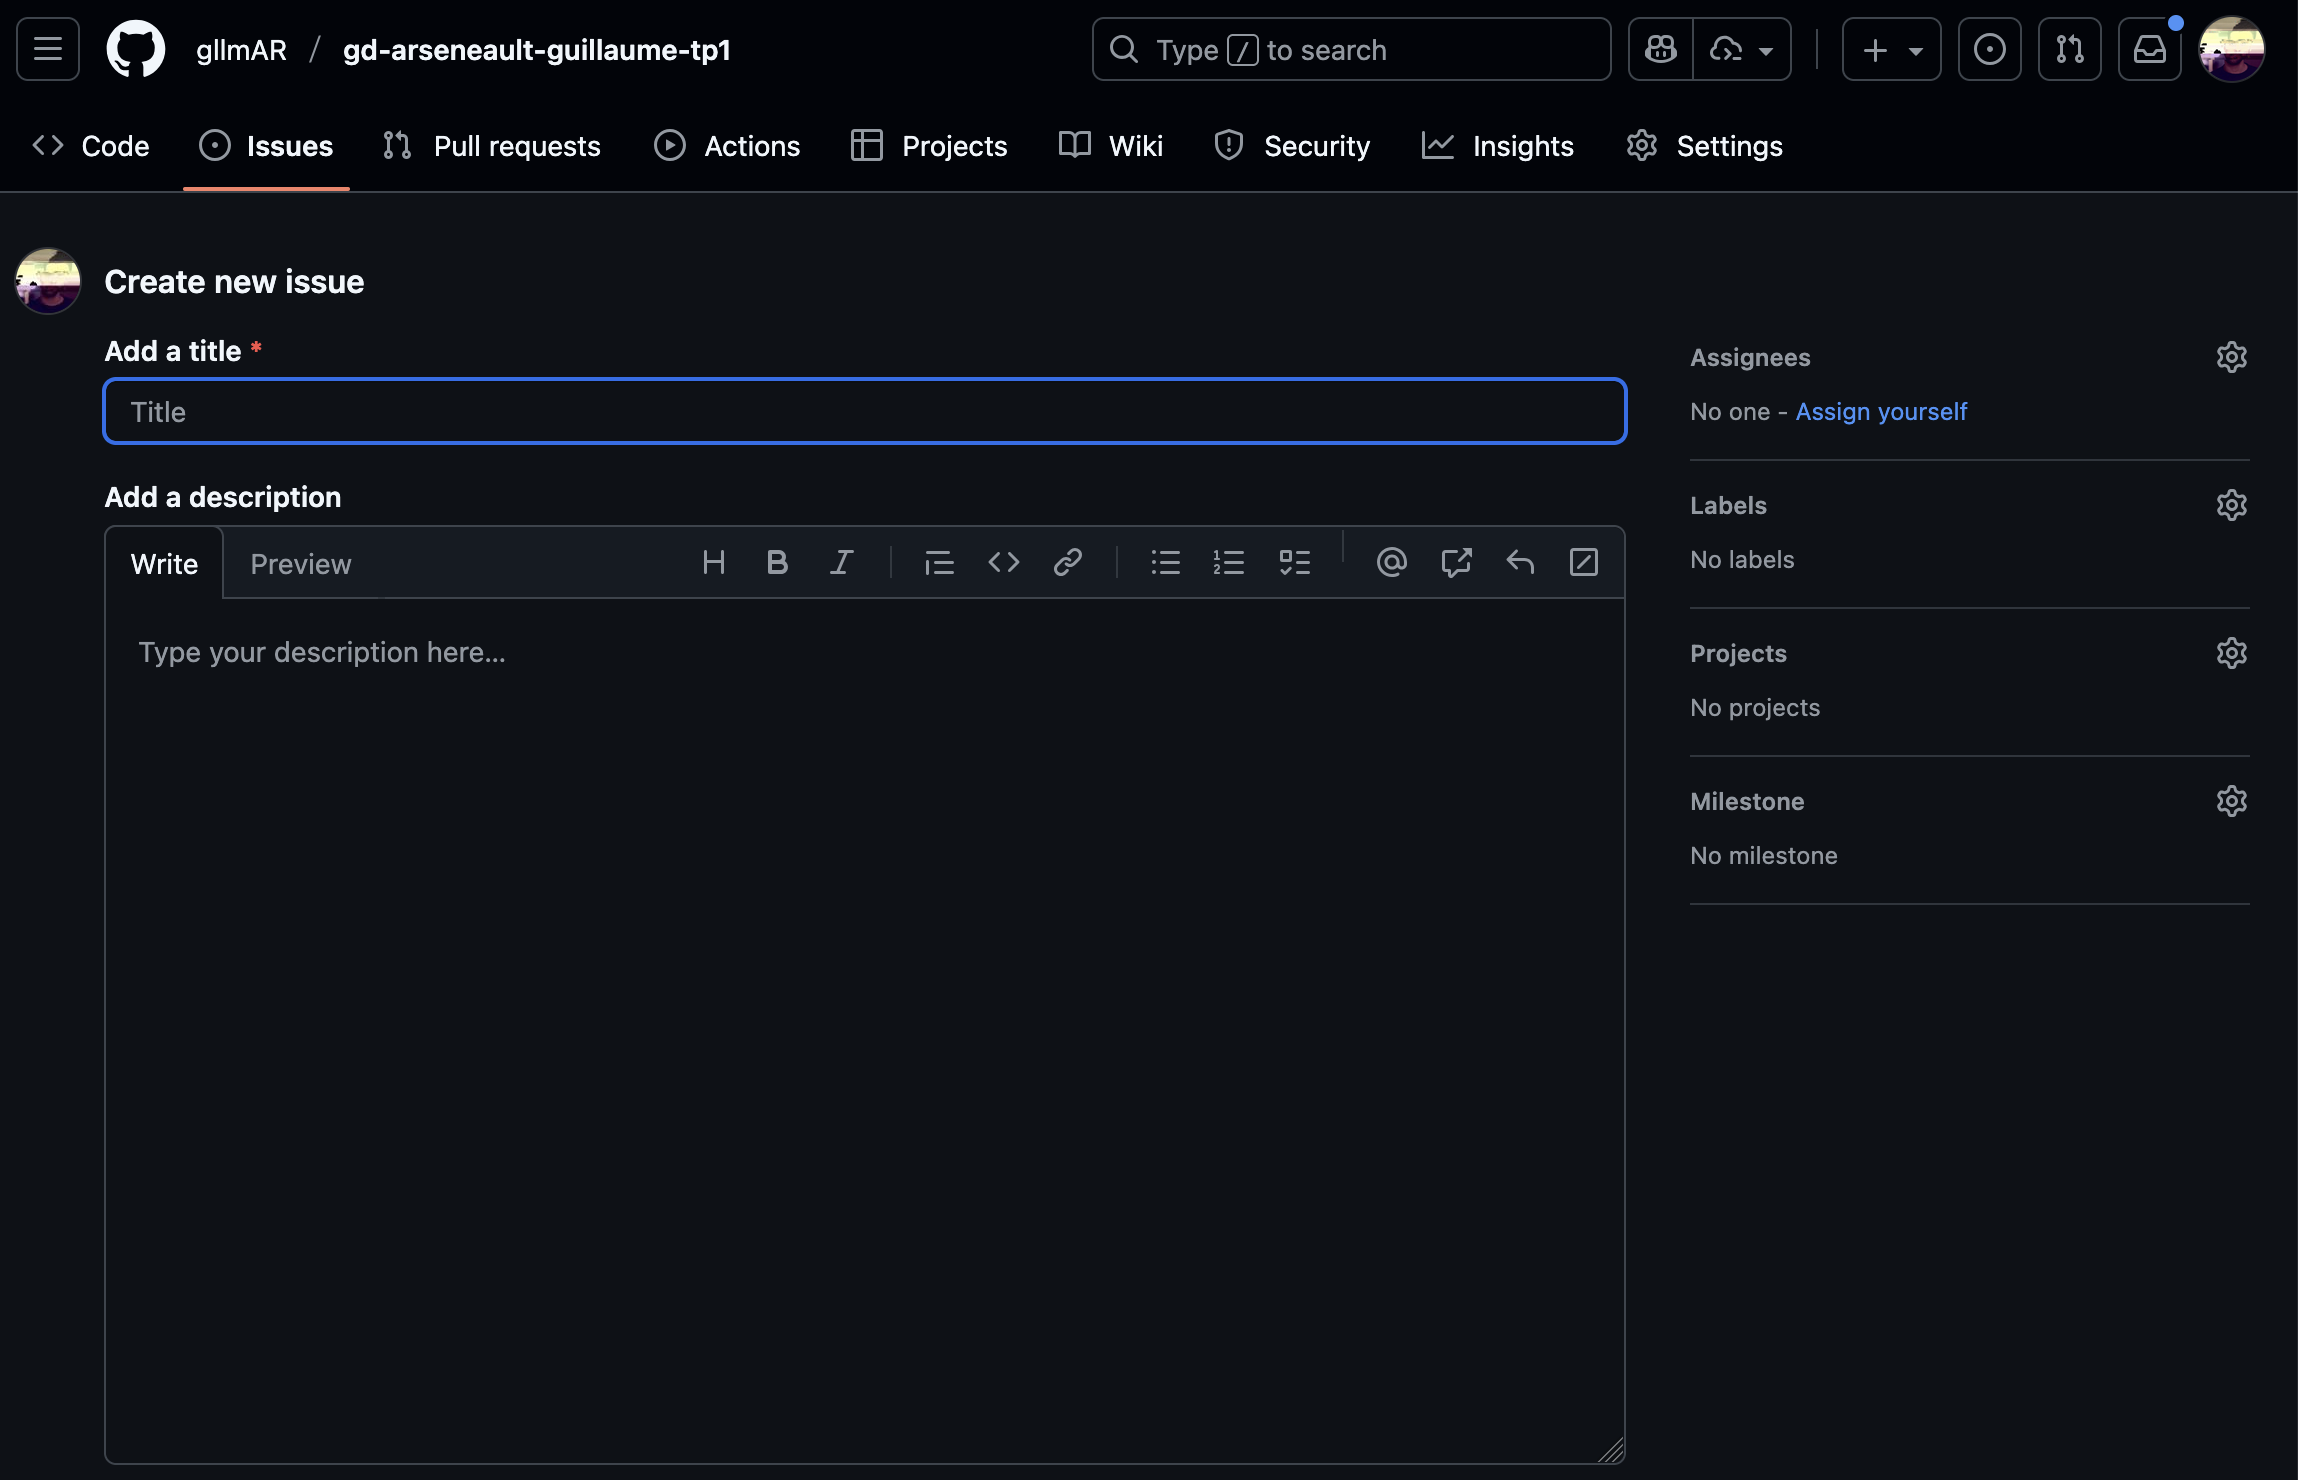 gllmAR / gd-arseneault-guillaume-tp1
Type / to search
Code
Issues
Pull requests
Actions
Projects
Wiki
Security
Insights
Settings
Create new issue
Add a title *
Title
Add a description
Write
Preview
Type your description here...
Assignees
No one - Assign yourself
Labels
No labels
Projects
No projects
Milestone
No milestone